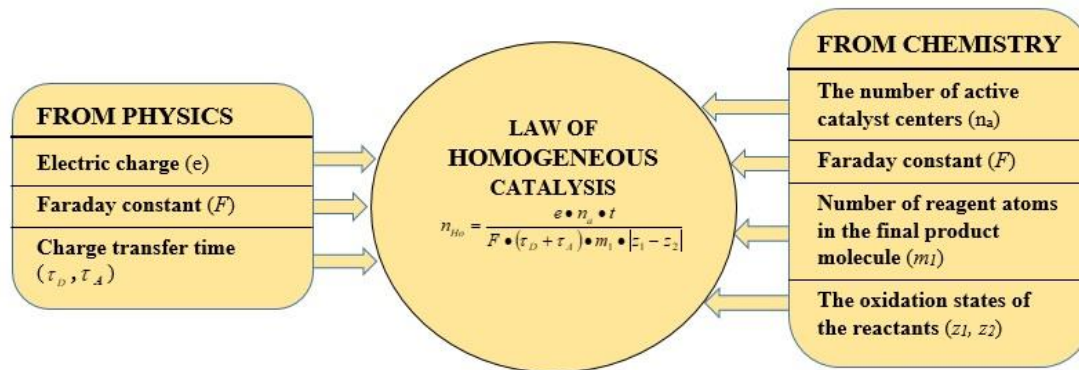 FROM PHYSICS
Electric charge (e)
Faraday constant (F)
Charge transfer time
(τ_D, τ_A)
LAW OF
HOMOGENEOUS
CATALYSIS
n_Ho = e • n_a • t / F • (τ_D + τ_A) • m_1 • |z_1 − z_2|
FROM CHEMISTRY
The number of active
catalyst centers (n_a)
Faraday constant (F)
Number of reagent atoms
in the final product
molecule (m1)
The oxidation states of
the reactants (z1, z2)